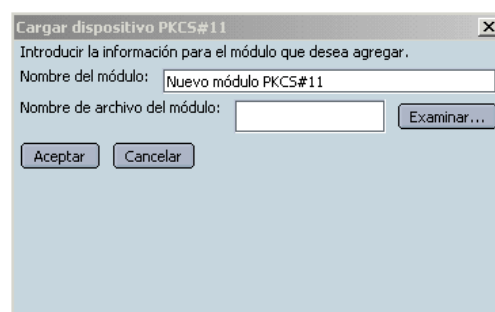 Cargar dispositivo PKCS#11
Introducir la información para el módulo que desea agregar.
Nombre del módulo: Nuevo módulo PKCS#11
Nombre de archivo del módulo: Examinar...
Aceptar Cancelar